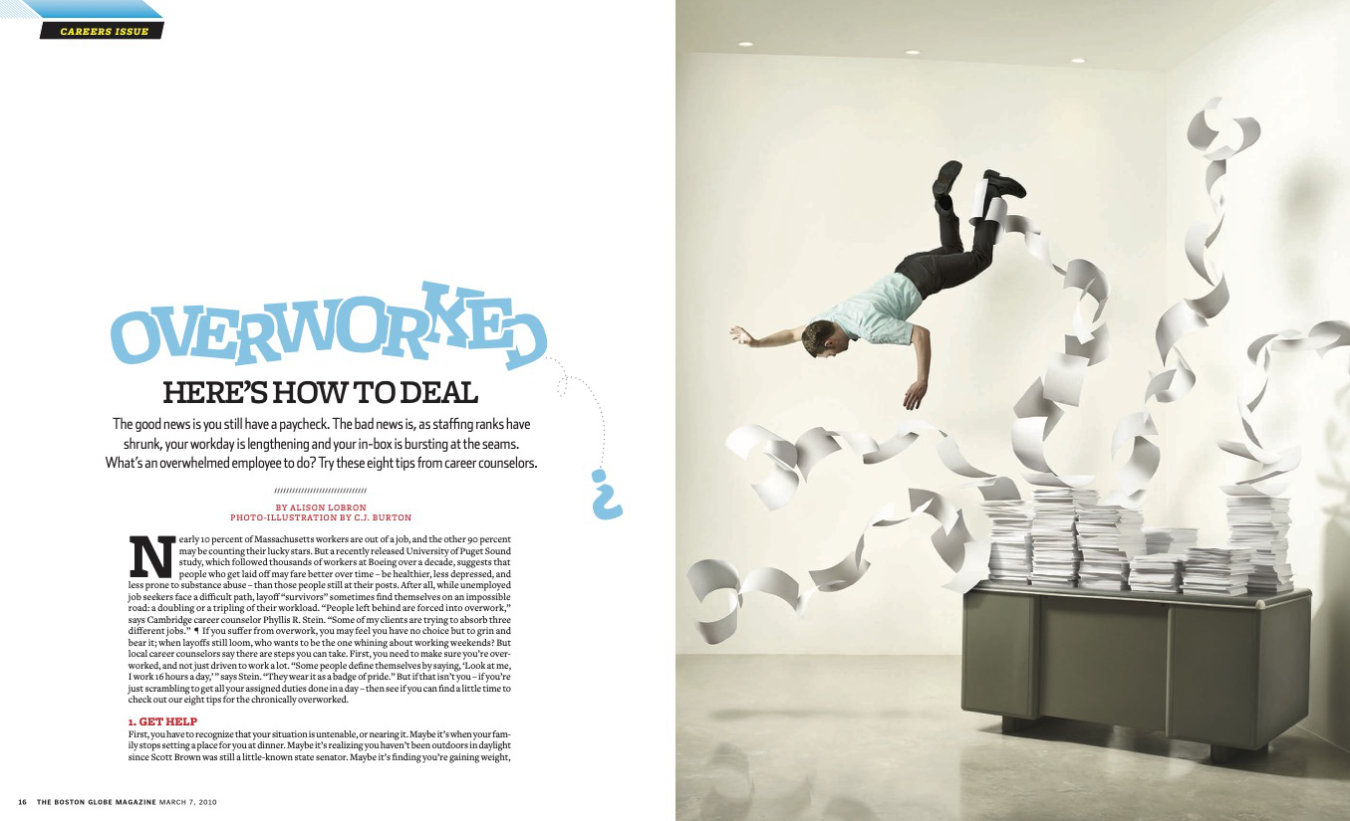 CAREERS ISSUE
OVERWORKED
HERE'S HOW TO DEAL
The good news is you still have a paycheck. The bad news is, as staffing ranks have
shrunk, your workday is lengthening and your in-box is bursting at the seams.
What's an overwhelmed employee to do? Try these eight tips from career counselors.
////////////////////////////////
BY ALISON LOBRON
PHOTO-ILLUSTRATION BY C.J. BURTON
Nearly 10 percent of Massachusetts workers are out of a job, and the other 90 percent
may be counting their lucky stars. But a recently released University of Puget Sound
study, which followed thousands of workers at Boeing over a decade, suggests that
people who get laid off may fare better over time – be healthier, less depressed, and
less prone to substance abuse – than those people still at their posts. After all, while unemployed
job seekers face a difficult path, layoff “survivors” sometimes find themselves on an impossible
road: a doubling or a tripling of their workload. “People left behind are forced into overwork,”
says Cambridge career counselor Phyllis R. Stein. “Some of my clients are trying to absorb three
different jobs.” ¶ If you suffer from overwork, you may feel you have no choice but to grin and
bear it; when layoffs still loom, who wants to be the one whining about working weekends? But
local career counselors say there are steps you can take. First, you need to make sure you're over-
worked, and not just driven to work a lot. “Some people define themselves by saying, ‘Look at me,
I work 16 hours a day,’ ” says Stein. “They wear it as a badge of pride.” But if that isn't you – if you're
just scrambling to get all your assigned duties done in a day – then see if you can find a little time to
check out our eight tips for the chronically overworked.
1. GET HELP
First, you have to recognize that your situation is untenable, or nearing it. Maybe it's when your fam-
ily stops setting a place for you at dinner. Maybe it's realizing you haven't been outdoors in daylight
since Scott Brown was still a little-known state senator. Maybe it's finding you're gaining weight,
¿
16 THE BOSTON GLOBE MAGAZINE MARCH 7, 2010